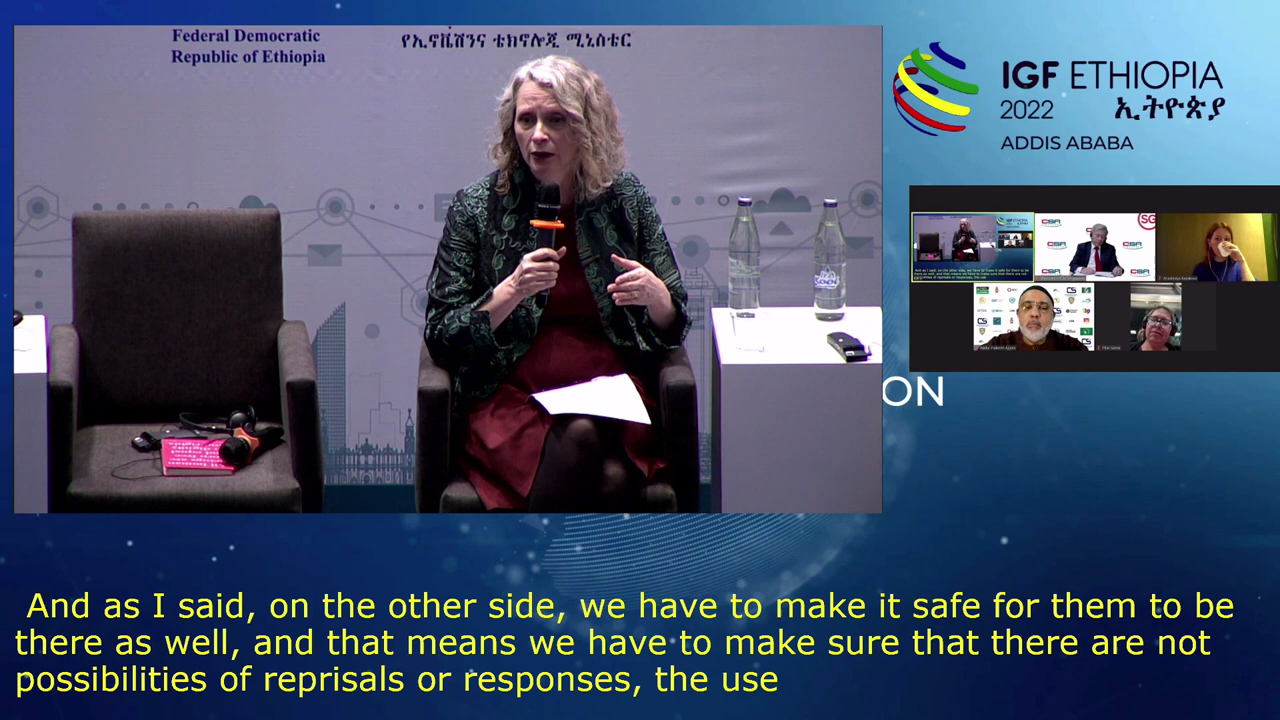 Federal Democratic
Republic of Ethiopia
የኢኖቬሽንና ቴክኖሎጂ ሚኒስቴር
IGF ETHIOPIA
2022 ኢትዮጵያ
ADDIS ABABA
ON
And as I said, on the other side, we have to make it safe for them to be
there as well, and that means we have to make sure that there are not
possibilities of reprisals or responses, the use